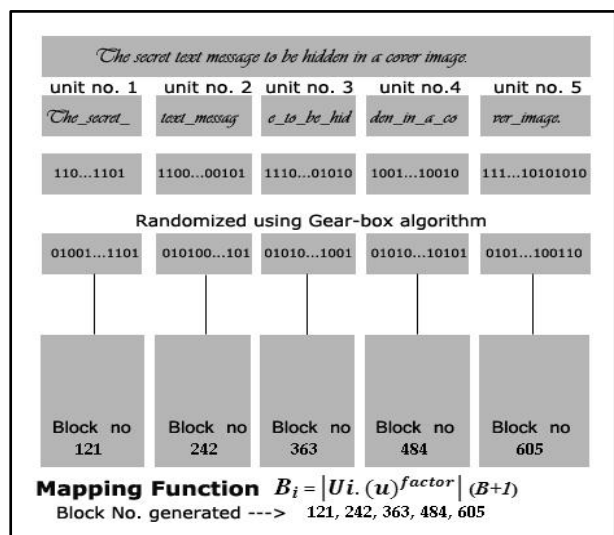 The secret text message to be hidden in a cover image.
unit no. 1 unit no. 2 unit no. 3 unit no.4 unit no. 5
The_secret_ text_messag e_to_be_hid den_in_a_co ver_image.
110...1101 1100...00101 1110...01010 1001...10010 111...10101010
Randomized using Gear-box algorithm
01001...1101 010100...101 01010...1001 01010...10101 0101...100110
Block no Block no Block no Block no Block no
121 242 363 484 605
Mapping Function B_i = |Ui. (u)^{factor}| (B+1)
Block No. generated ---> 121, 242, 363, 484, 605